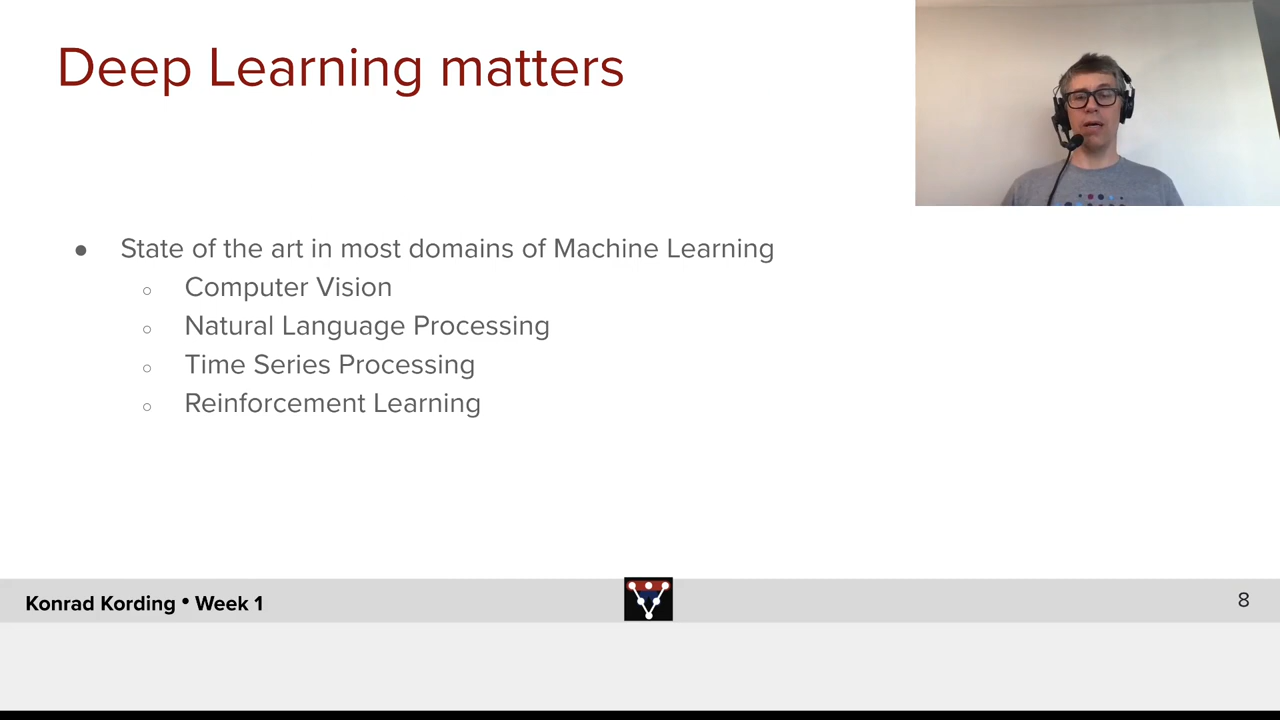 Deep Learning matters
● State of the art in most domains of Machine Learning
○ Computer Vision
○ Natural Language Processing
○ Time Series Processing
○ Reinforcement Learning
Konrad Kording • Week 1
8